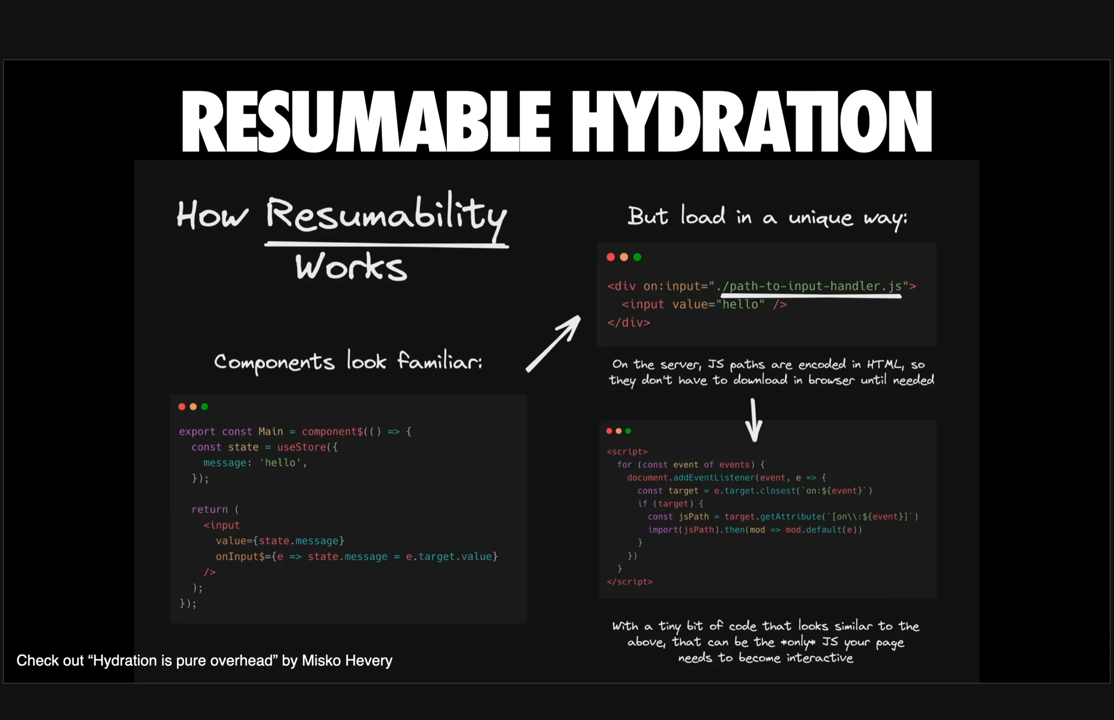 RESUMABLE HYDRATION
How Resumability
Works
Components look familiar:
export const Main = component$(() => {
  const state = useStore({
    message: 'hello',
  });

  return (
    <input
      value={state.message}
      onInput$={e => state.message = e.target.value}
    />
  );
});
But load in a unique way:
<div on:input="./path-to-input-handler.js">
  <input value="hello" />
</div>
On the server, JS paths are encoded in HTML, so
they don't have to download in browser until needed
<script>
  for (const event of events) {
    document.addEventListener(event, e => {
      const target = e.target.closest(`on:${event}`)
      if (target) {
        const jsPath = target.getAttribute(`[on\\:${event}]`)
        import(jsPath).then(mod => mod.default(e))
      }
    })
  }
</script>
With a tiny bit of code that looks similar to the
above, that can be the *only* JS your page
needs to become interactive
Check out “Hydration is pure overhead” by Misko Hevery